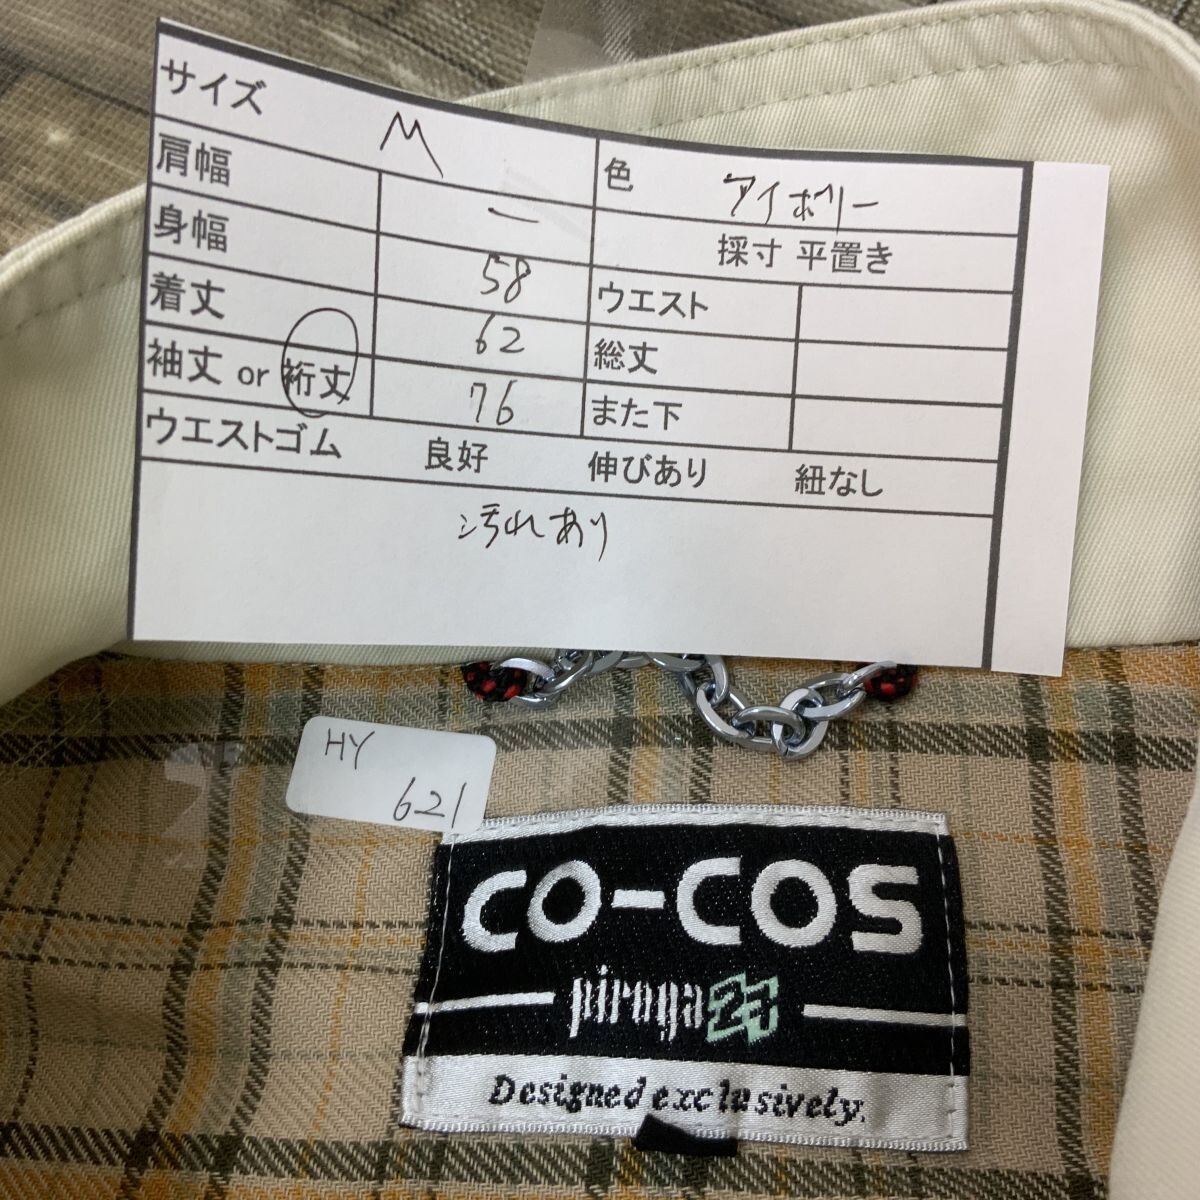 サイズ M 色 アイボリー
肩幅 ー 採寸 平置き
身幅 58 ウエスト
着丈 62 総丈
袖丈 or 裄丈 76 また下
ウエストゴム 良好 伸びあり 紐なし
汚れあり
HY
621
CO-COS
piroga21
Designed exclusively.